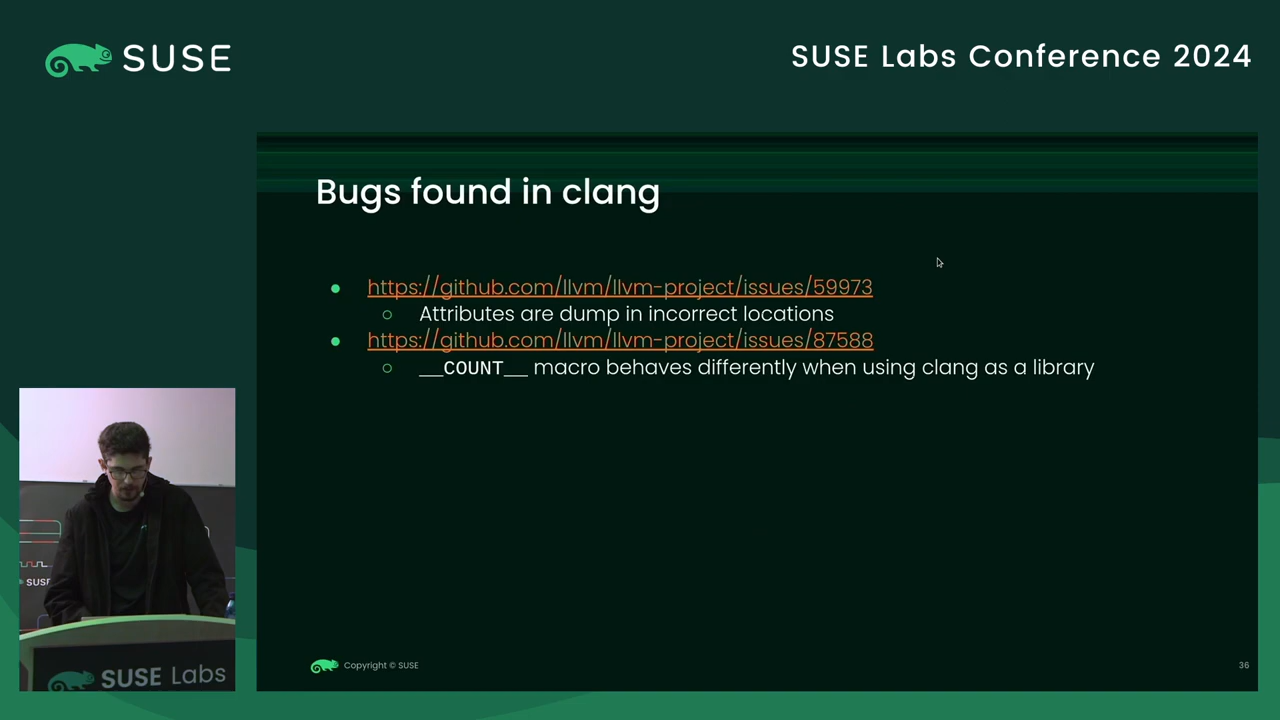 SUSE
SUSE Labs Conference 2024
Bugs found in clang
https://github.com/llvm/llvm-project/issues/59973
Attributes are dump in incorrect locations
https://github.com/llvm/llvm-project/issues/87588
__COUNT__ macro behaves differently when using clang as a library
SUSE
SUSE Labs
Copyright © SUSE
36